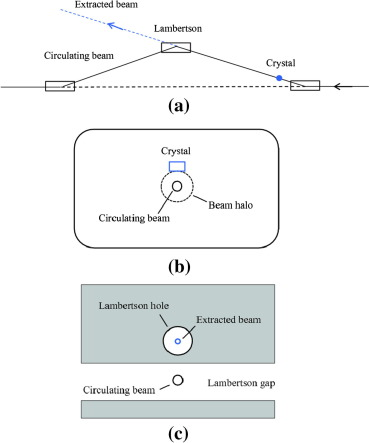 Extracted beam
Lambertson
Circulating beam
Crystal
(a)
Crystal
Circulating beam
Beam halo
(b)
Lambertson hole
Extracted beam
Circulating beam
Lambertson gap
(c)